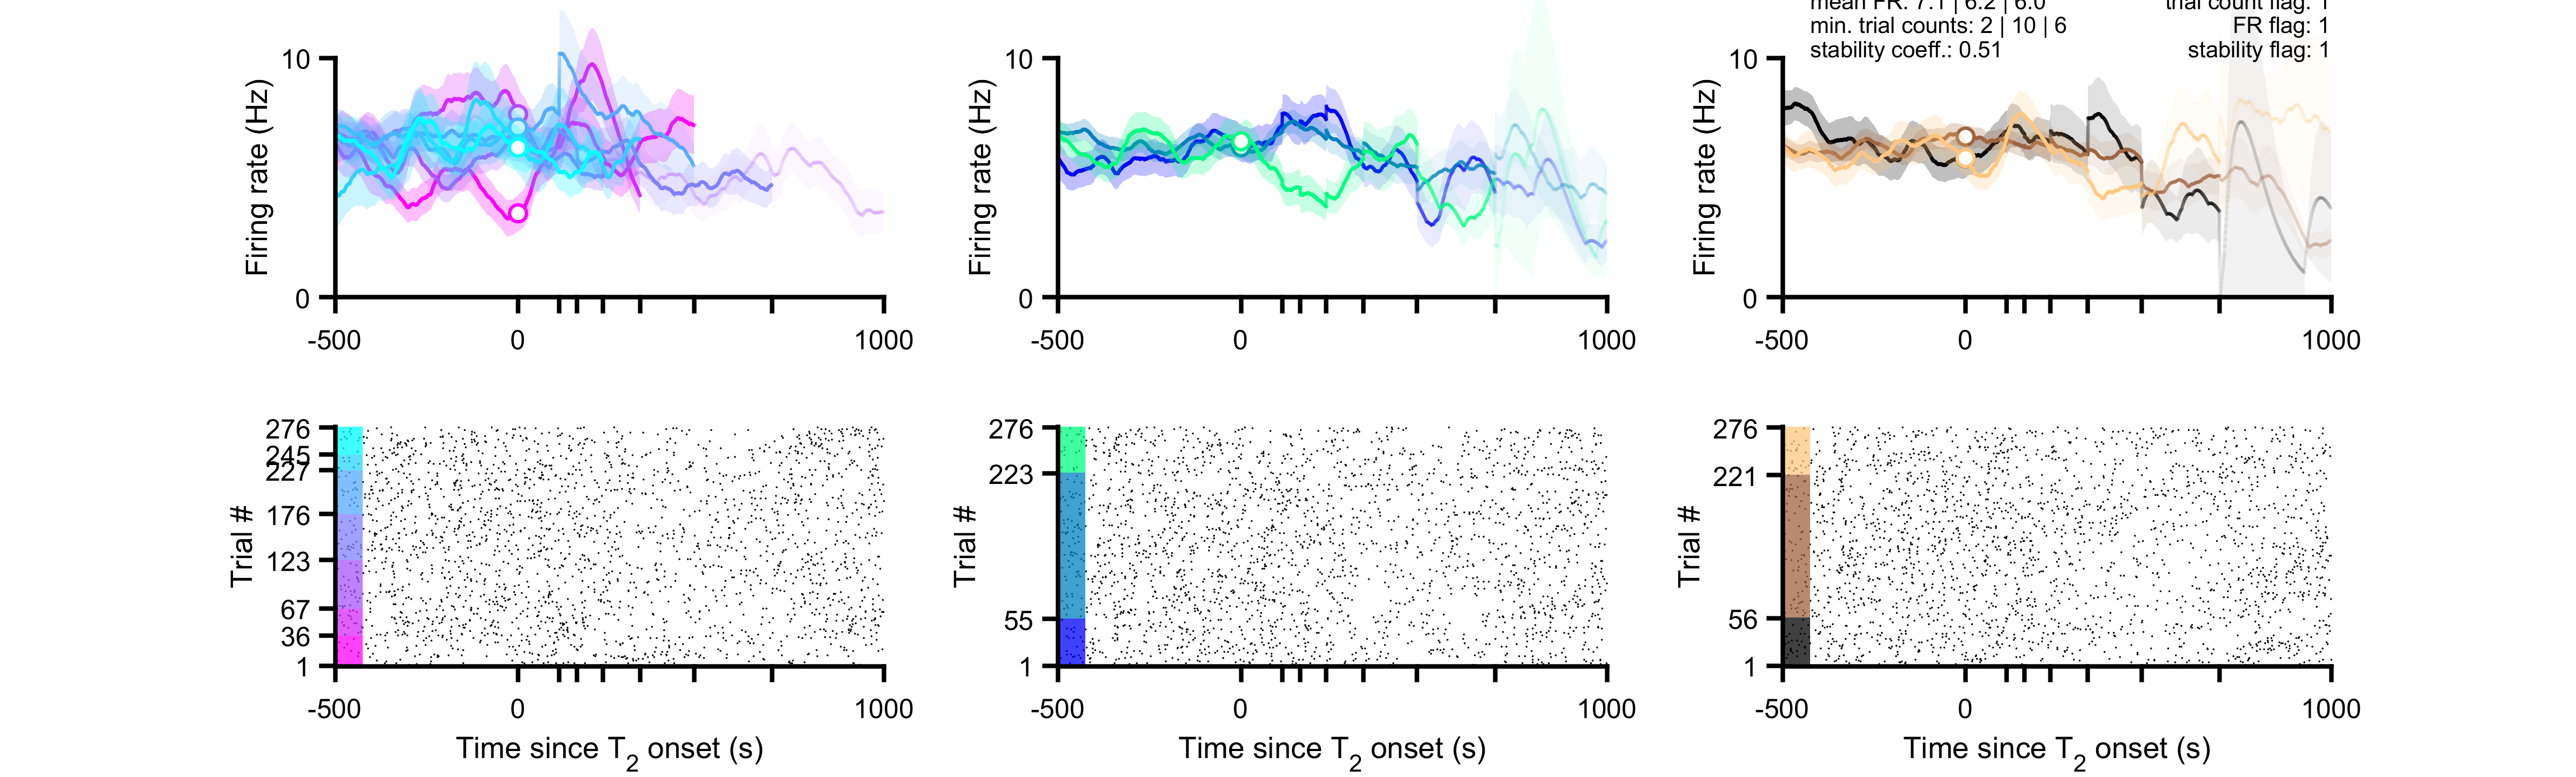 mean FR: 7.1 | 6.2 | 6.0 trial count flag: 1
min. trial counts: 2 | 10 | 6 FR flag: 1
stability coeff.: 0.51 stability flag: 1
10
Firing rate (Hz)
0
-500 0 1000
10
Firing rate (Hz)
0
-500 0 1000
10
Firing rate (Hz)
0
-500 0 1000
276
245
227
176
123
67
36
1
Trial #
-500 0 1000
Time since T2 onset (s)
276
223
55
1
Trial #
-500 0 1000
Time since T2 onset (s)
276
221
56
1
Trial #
-500 0 1000
Time since T2 onset (s)